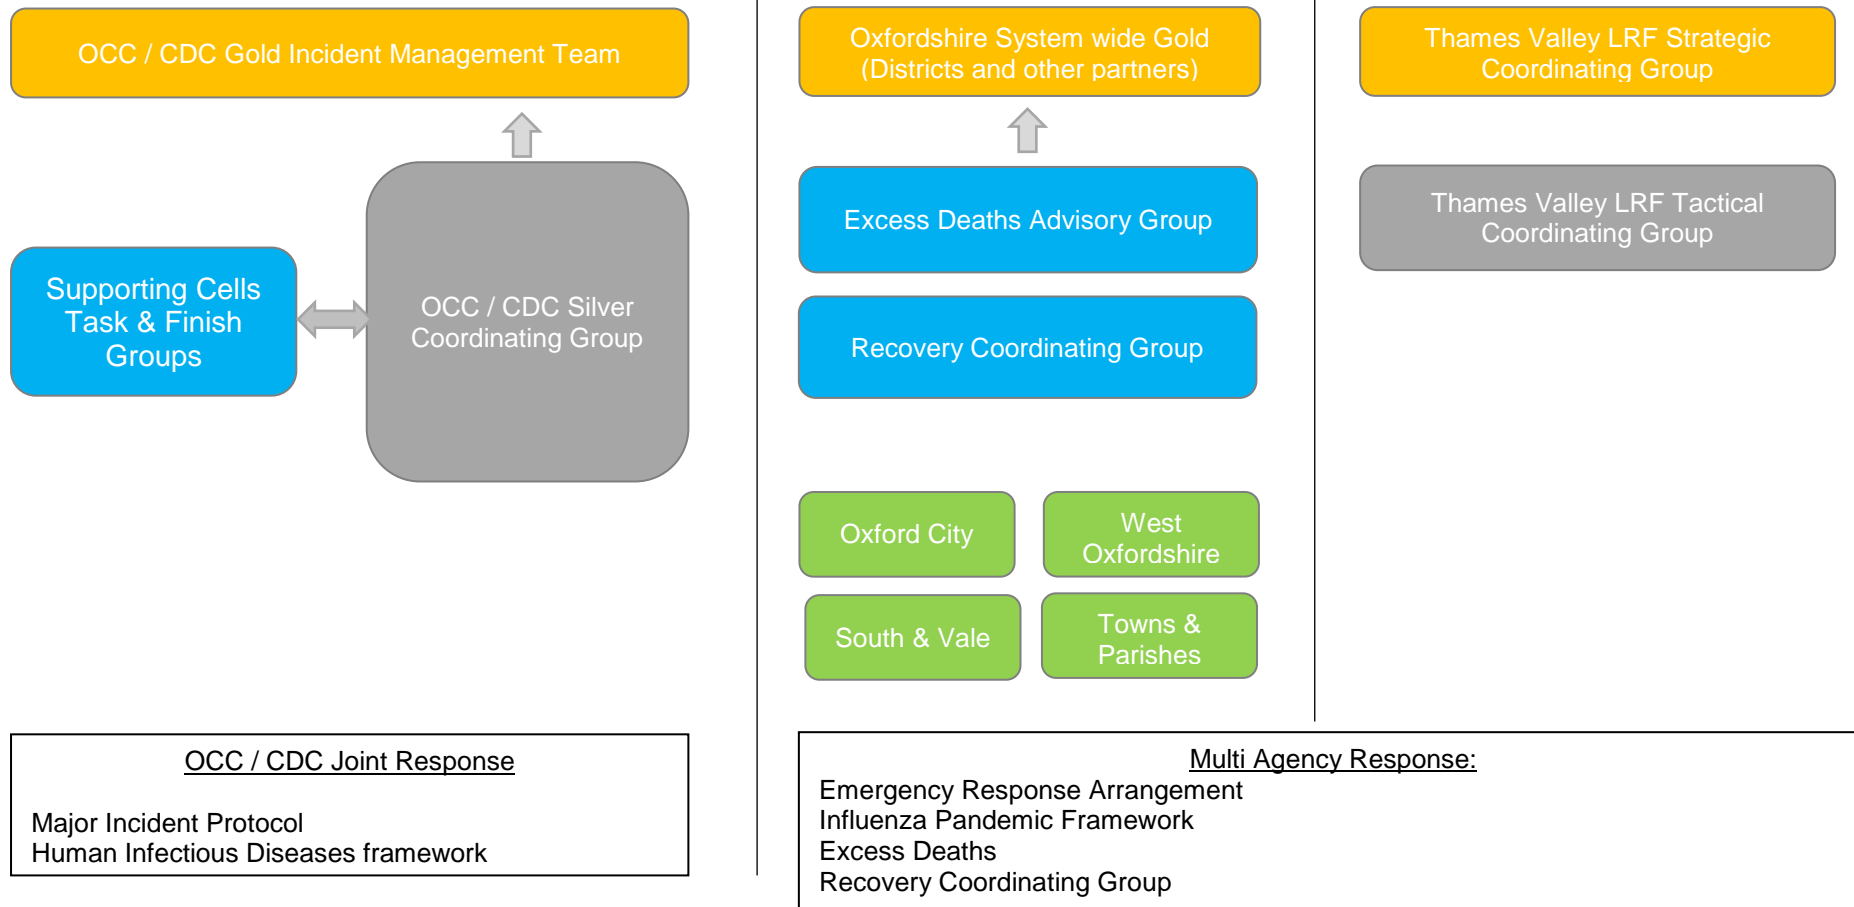 OCC / CDC Gold Incident Management Team
Supporting Cells
Task & Finish
Groups
OCC / CDC Silver
Coordinating Group
OCC / CDC Joint Response
Major Incident Protocol
Human Infectious Diseases framework
Oxfordshire System wide Gold
(Districts and other partners)
Excess Deaths Advisory Group
Recovery Coordinating Group
Oxford City
West
Oxfordshire
South & Vale
Towns &
Parishes
Thames Valley LRF Strategic
Coordinating Group
Thames Valley LRF Tactical
Coordinating Group
Multi Agency Response:
Emergency Response Arrangement
Influenza Pandemic Framework
Excess Deaths
Recovery Coordinating Group